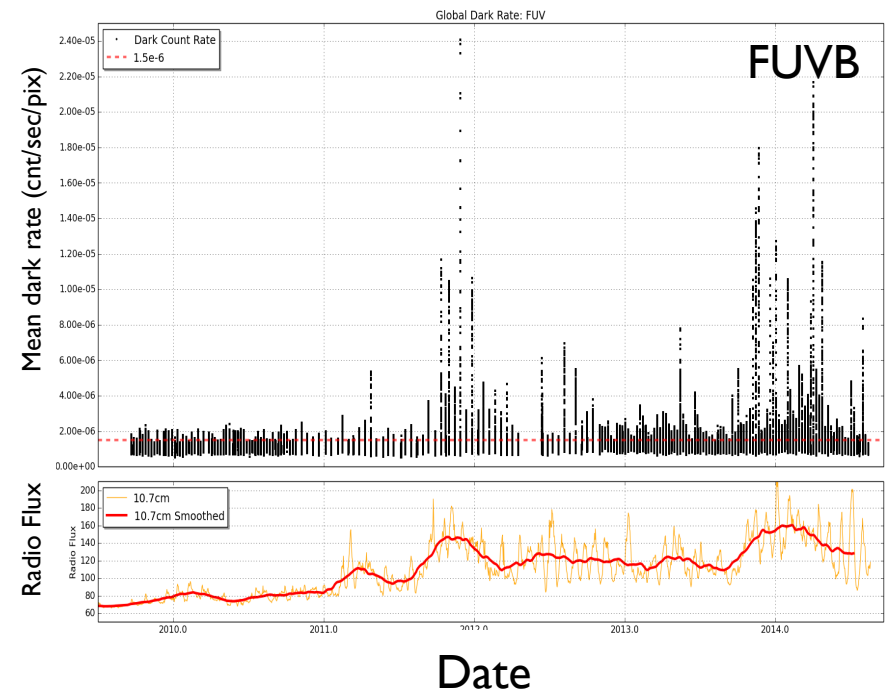 Global Dark Rate: FUV
Mean dark rate (cnt/sec/pix)
2.40e-05
2.20e-05
2.00e-05
1.80e-05
1.60e-05
1.40e-05
1.20e-05
1.00e-05
8.00e-06
6.00e-06
4.00e-06
2.00e-06
0.00e+00
Dark Count Rate
1.5e-6
FUVB
Radio Flux
Radio Flux
200
180
160
140
120
100
80
60
10.7cm
10.7cm Smoothed
2010.0
2011.0
2012.0
2013.0
2014.0
Date